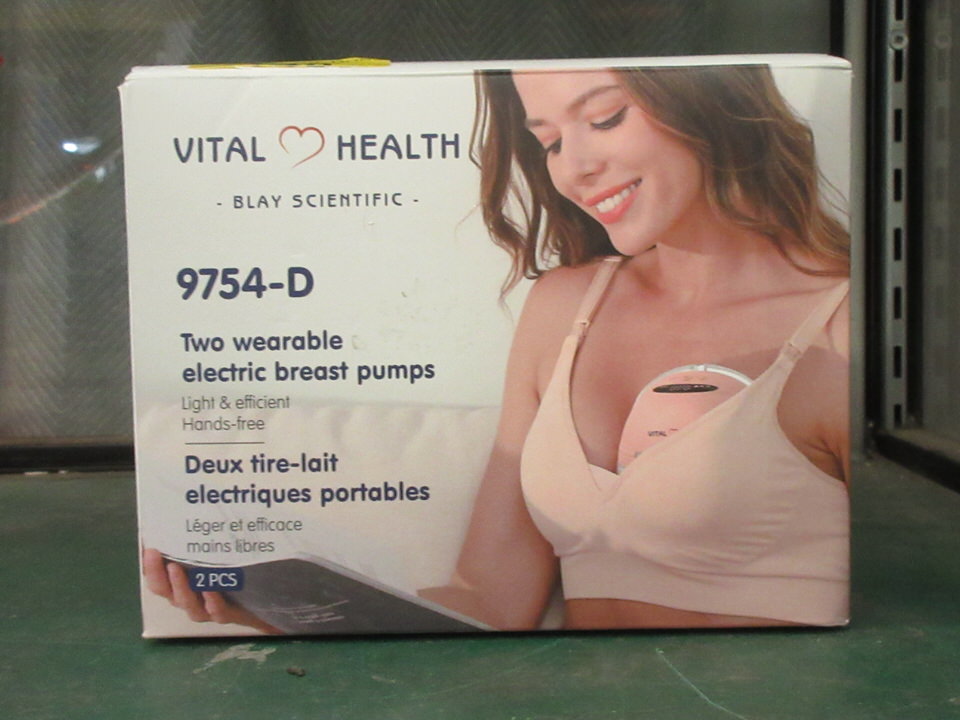 VITAL HEALTH
- BLAY SCIENTIFIC -
9754-D
Two wearable
electric breast pumps
Light & efficient
Hands-free
Deux tire-lait
electriques portables
Léger et efficace
mains libres
2 PCS
VITAL